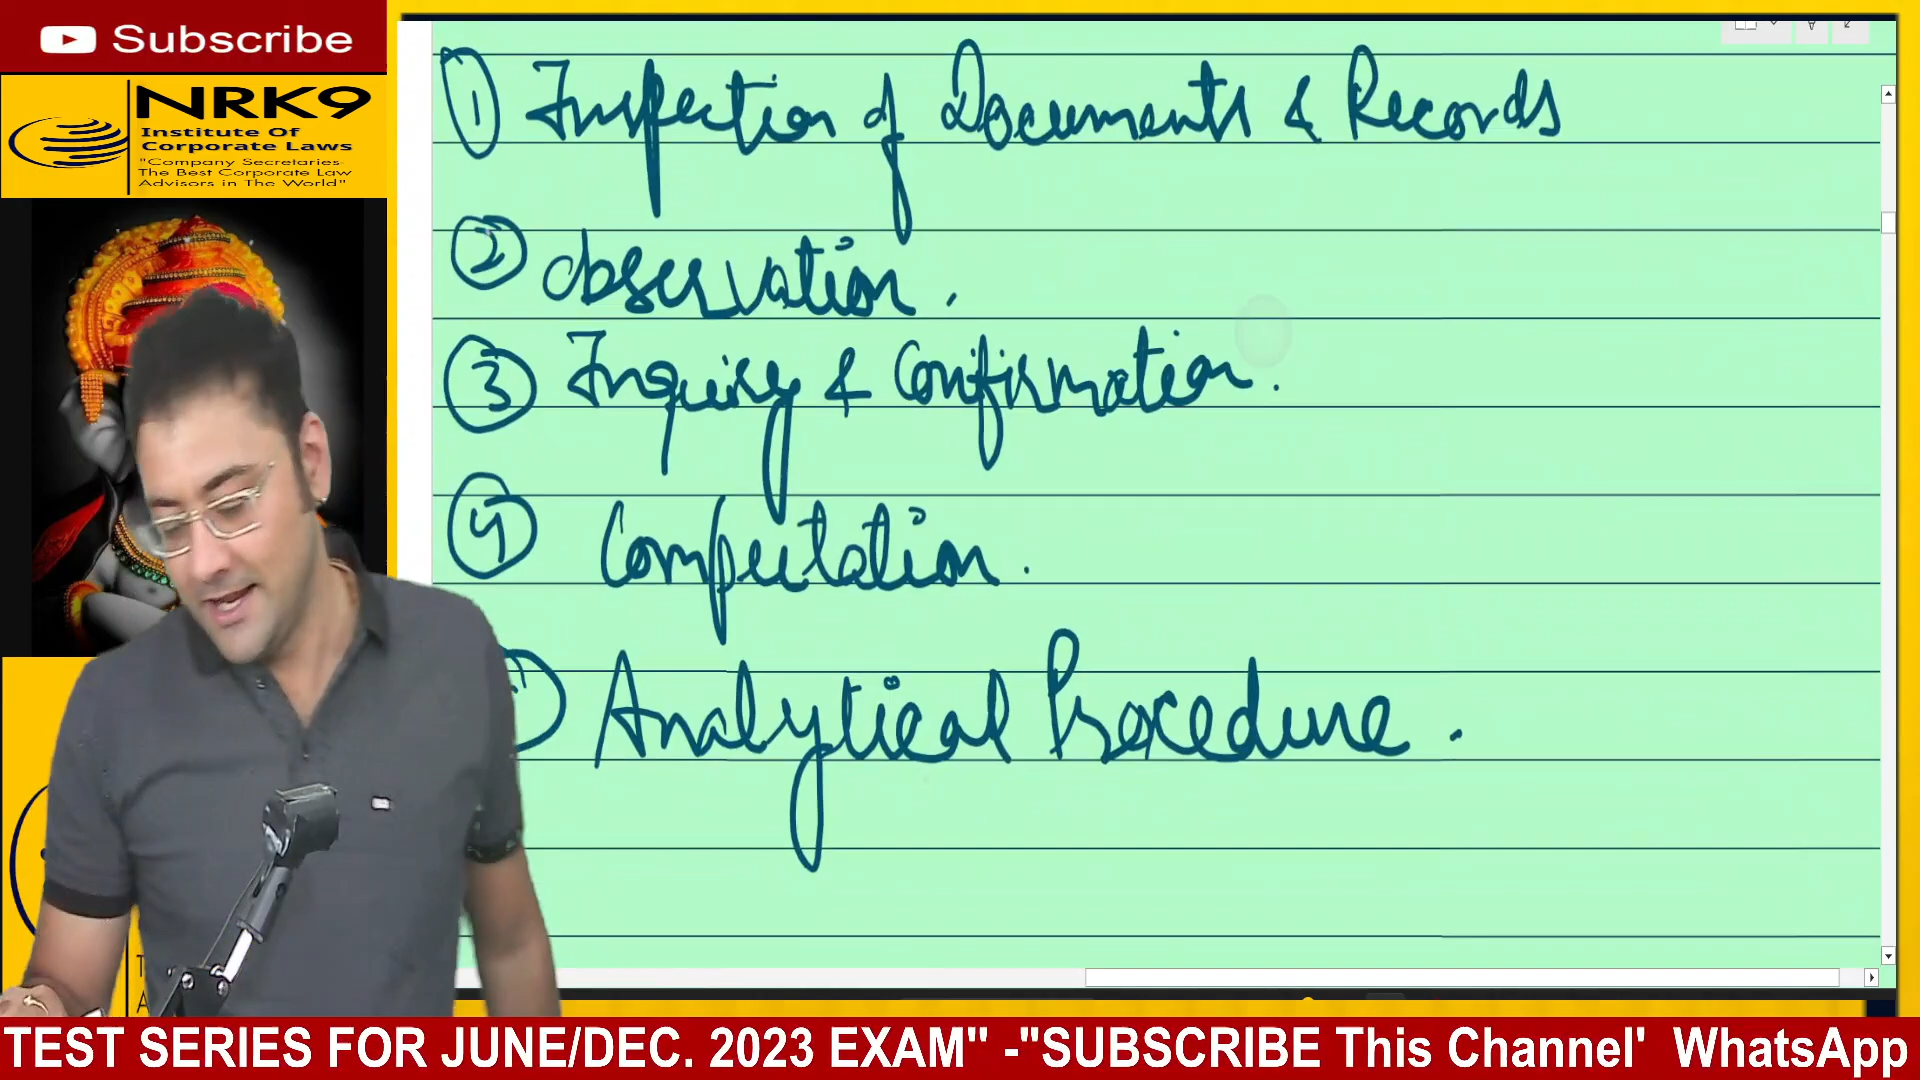 Subscribe
NRK9
Institute Of
Corporate Laws
"Company Secretaries-
The Best Corporate Law
Advisors in The World"
① Inspection of Documents & Records
② Observation.
③ Inquiry & Confirmation.
④ Computation.
Analytical Procedure.
TEST SERIES FOR JUNE/DEC. 2023 EXAM" -"SUBSCRIBE This Channel' WhatsApp